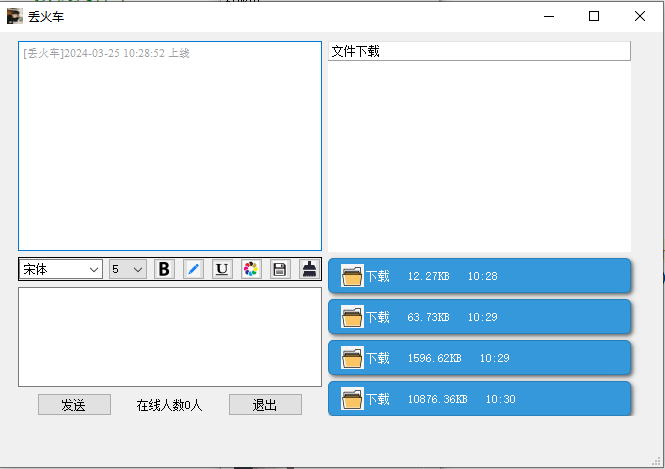 丢火车
[丢火车]2024-03-25 10:28:52 上线
文件下载
宋体 5 B U
发送 在线人数0人 退出
下载 12.27KB 10:28
下载 63.73KB 10:29
下载 1596.62KB 10:29
下载 10876.36KB 10:30